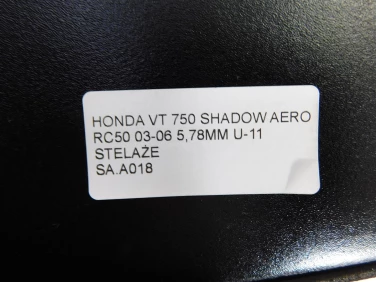 HONDA VT 750 SHADOW AERO
RC50 03-06 5,78MM U-11
STELAŻE
SA.A018